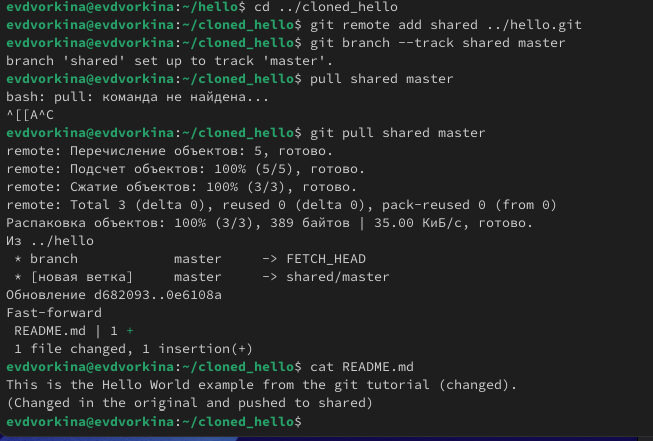 evdvorkina@evdvorkina:~/hello$ cd ../cloned_hello
evdvorkina@evdvorkina:~/cloned_hello$ git remote add shared ../hello.git
evdvorkina@evdvorkina:~/cloned_hello$ git branch --track shared master
branch 'shared' set up to track 'master'.
evdvorkina@evdvorkina:~/cloned_hello$ pull shared master
bash: pull: команда не найдена...
^[[A^C
evdvorkina@evdvorkina:~/cloned_hello$ git pull shared master
remote: Перечисление объектов: 5, готово.
remote: Подсчет объектов: 100% (5/5), готово.
remote: Сжатие объектов: 100% (3/3), готово.
remote: Total 3 (delta 0), reused 0 (delta 0), pack-reused 0 (from 0)
Распаковка объектов: 100% (3/3), 389 байтов | 35.00 КиБ/с, готово.
Из ../hello
 * branch            master     -> FETCH_HEAD
 * [новая ветка]     master     -> shared/master
Обновление d682093..0e6108a
Fast-forward
 README.md | 1 +
 1 file changed, 1 insertion(+)
evdvorkina@evdvorkina:~/cloned_hello$ cat README.md
This is the Hello World example from the git tutorial (changed).
(Changed in the original and pushed to shared)
evdvorkina@evdvorkina:~/cloned_hello$